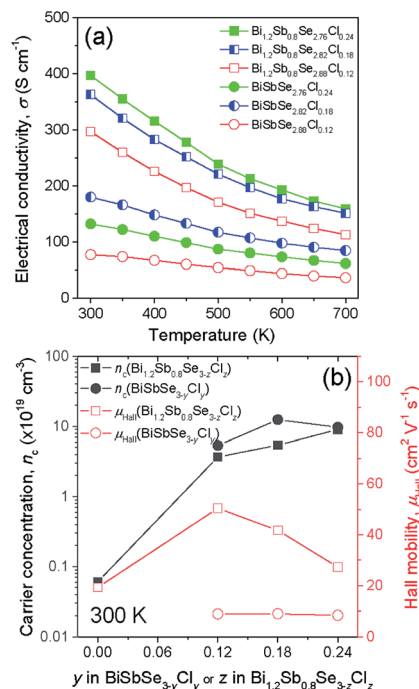 (a)
Bi1.2Sb0.8Se2.76Cl0.24
Bi1.2Sb0.8Se2.82Cl0.18
Bi1.2Sb0.8Se2.88Cl0.12
BiSbSe2.76Cl0.24
BiSbSe2.82Cl0.18
BiSbSe2.88Cl0.12
Electrical conductivity, σ (S cm⁻¹)
500
400
300
200
100
0
300 400 500 600 700
Temperature (K)
(b)
nc(Bi1.2Sb0.8Se3-zClz)
nc(BiSbSe3-yCly)
μHall(Bi1.2Sb0.8Se3-zClz)
μHall(BiSbSe3-yCly)
Carrier concentration, nc (x10¹⁹ cm⁻³)
100
10
1
0.1
0.01
Hall mobility, μHall (cm² V⁻¹ s⁻¹)
100
80
60
40
20
0
300 K
0.00 0.06 0.12 0.18 0.24
y in BiSbSe3-yCly or z in Bi1.2Sb0.8Se3-zClz